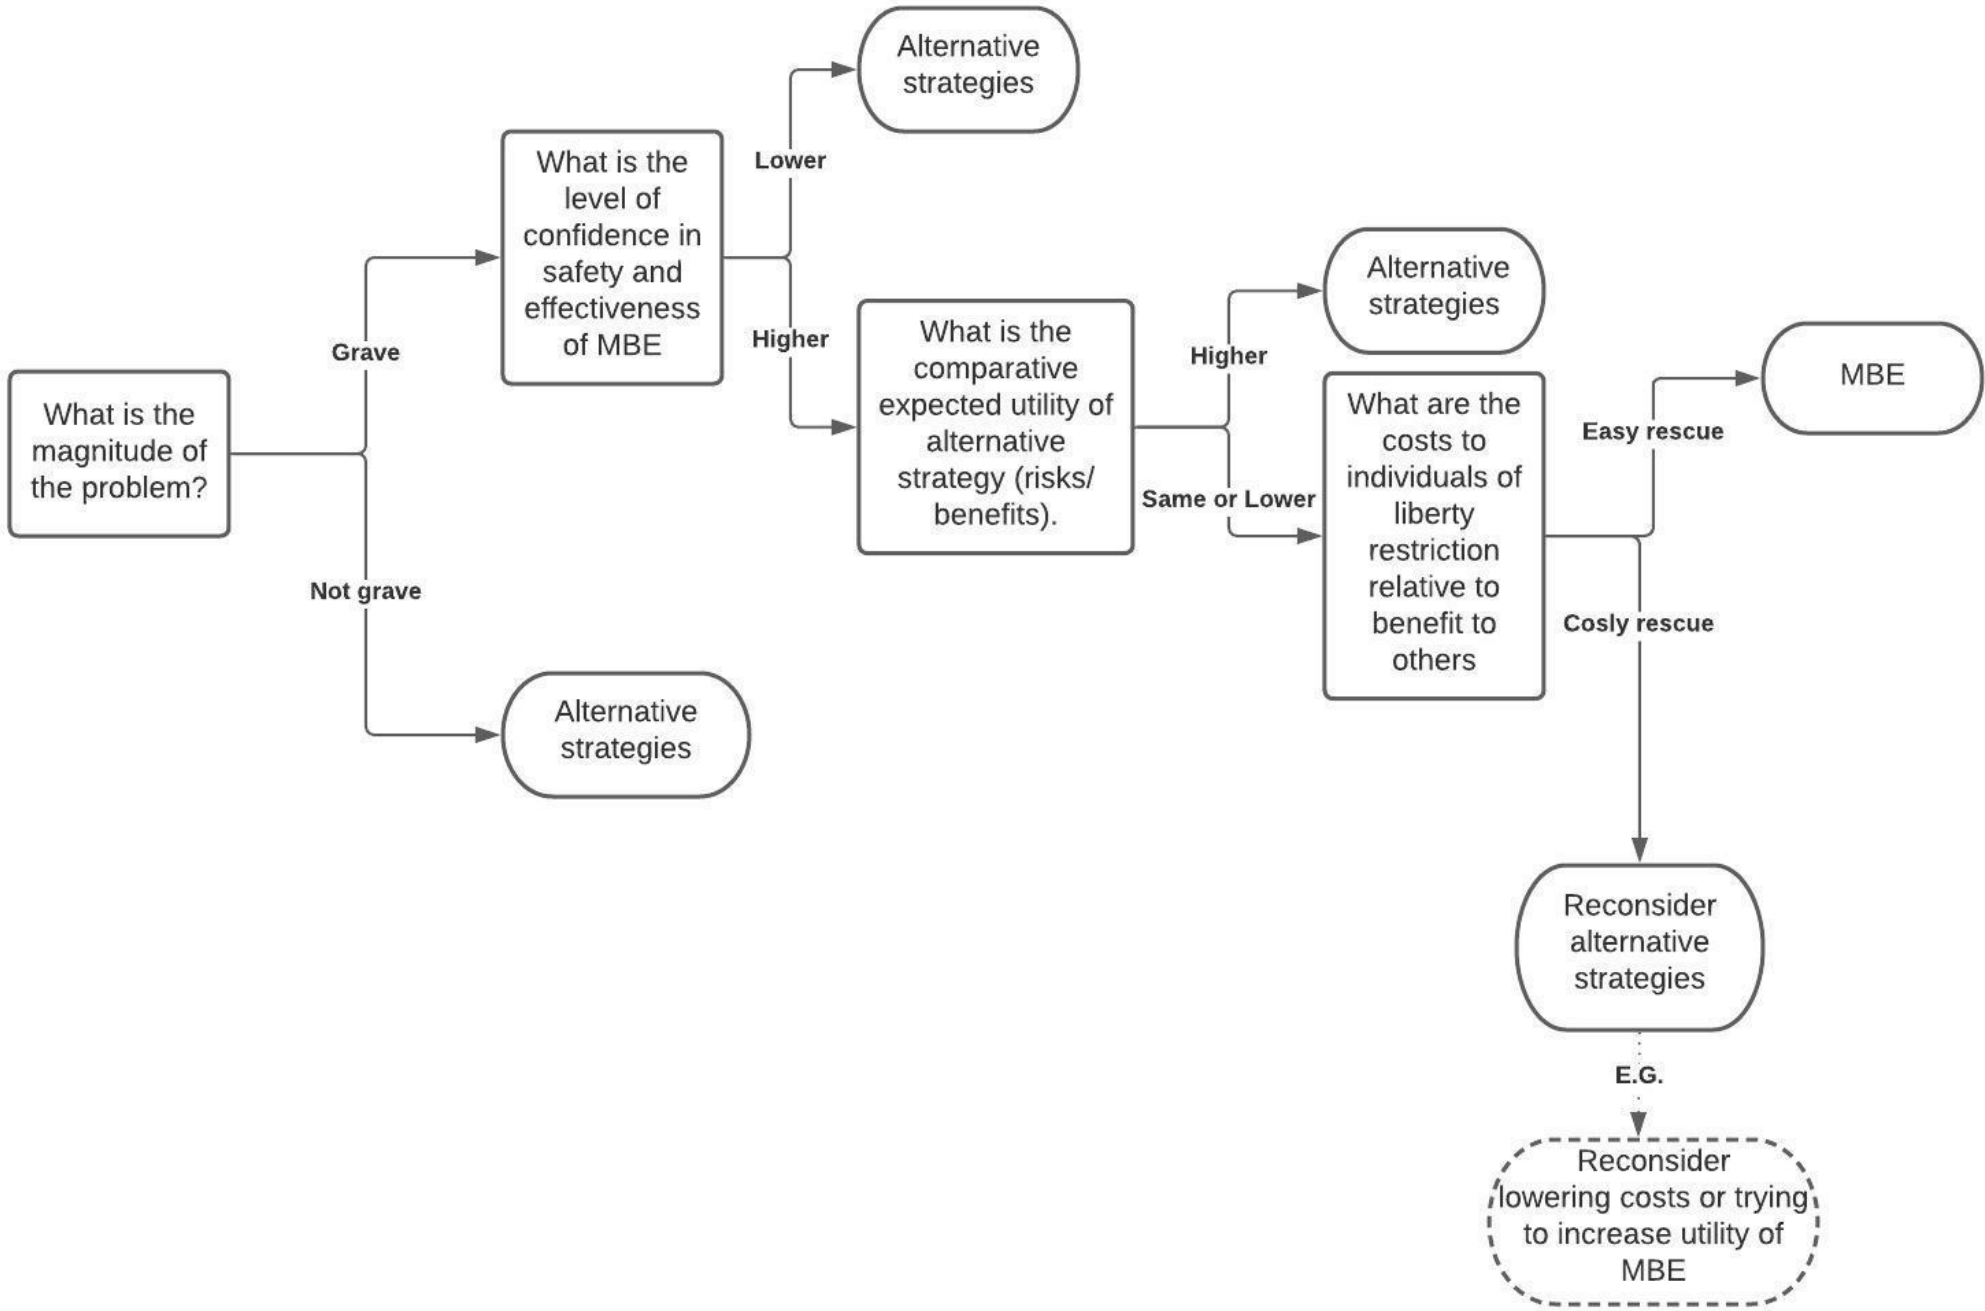 What is the
magnitude of
the problem?
Grave
Not grave
What is the
level of
confidence in
safety and
effectiveness
of MBE
Alternative
strategies
Lower
Higher
Alternative
strategies
What is the
comparative
expected utility of
alternative
strategy (risks/
benefits).
Higher
Same or Lower
Alternative
strategies
What are the
costs to
individuals of
liberty
restriction
relative to
benefit to
others
Easy rescue
Cosly rescue
MBE
Reconsider
alternative
strategies
E.G.
Reconsider
lowering costs or trying
to increase utility of
MBE